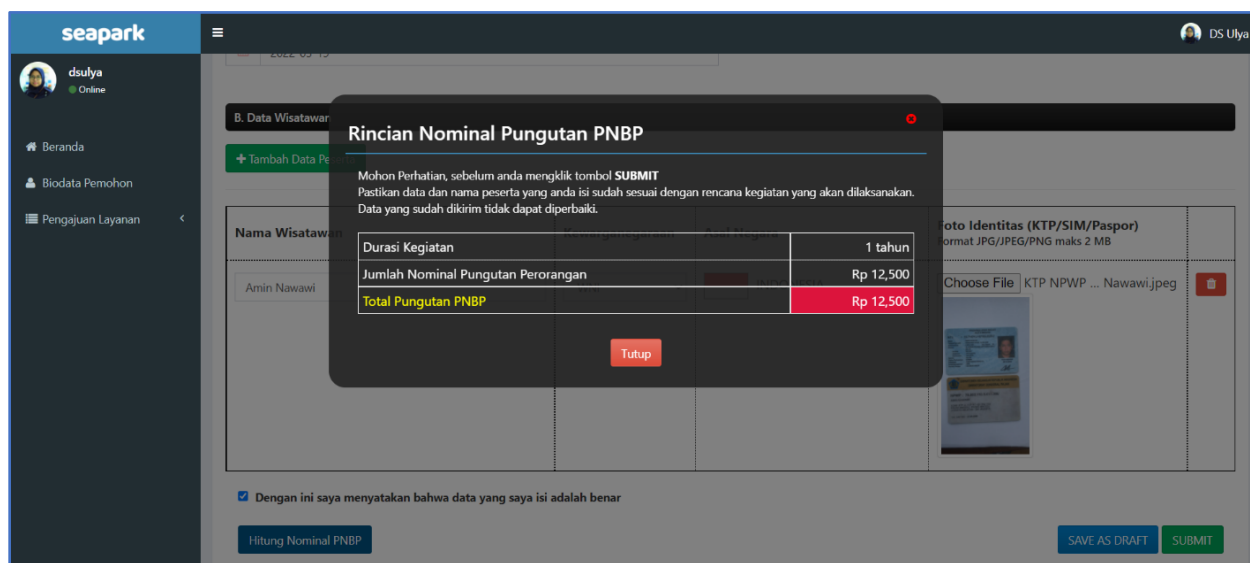 seapark
DS Ulya
dsulya
Online
Beranda
Biodata Pemohon
Pengajuan Layanan
B. Data Wisatawan
+ Tambah Data
Rincian Nominal Pungutan PNBP
Mohon Perhatian, sebelum anda mengklik tombol SUBMIT
Pastikan data dan nama peserta yang anda isi sudah sesuai dengan rencana kegiatan yang akan dilaksanakan.
Data yang sudah dikirim tidak dapat diperbaiki.
Durasi Kegiatan 1 tahun
Jumlah Nominal Pungutan Perorangan Rp 12,500
Total Pungutan PNBP Rp 12,500
Tutup
Nama Wisatawan Kewarganegaraan Asal Negara Foto Identitas (KTP/SIM/Paspor)
Format JPG/JPEG/PNG maks 2 MB
Amin Nawawi Choose File KTP NPWP ... Nawawi.jpeg
Dengan ini saya menyatakan bahwa data yang saya isi adalah benar
Hitung Nominal PNBP SAVE AS DRAFT SUBMIT